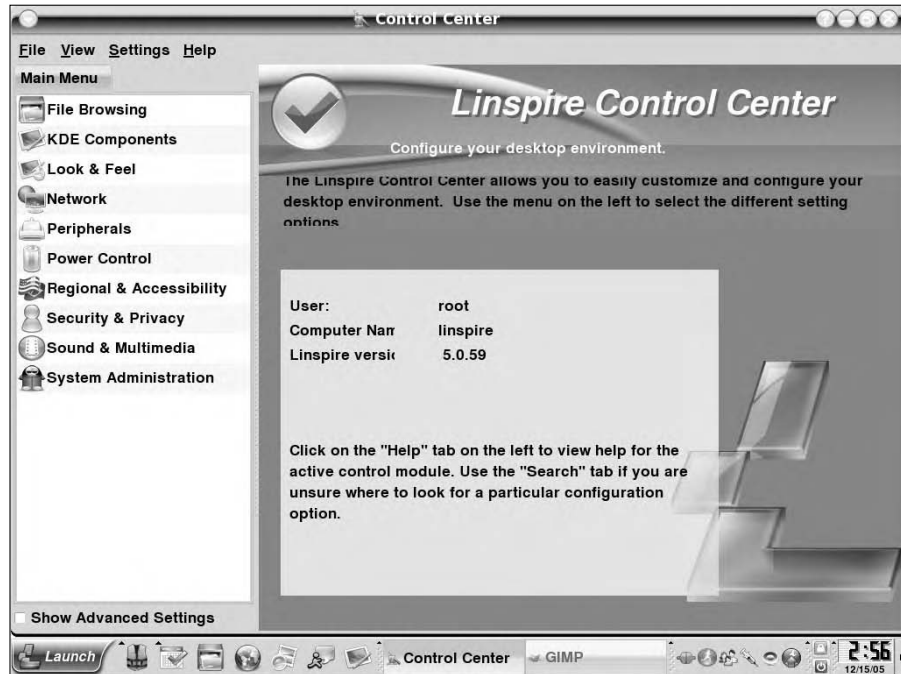 Control Center
File View Settings Help
Main Menu
File Browsing
KDE Components
Look & Feel
Network
Peripherals
Power Control
Regional & Accessibility
Security & Privacy
Sound & Multimedia
System Administration
Show Advanced Settings
Linspire Control Center
Configure your desktop environment.
The Linspire Control Center allows you to easily customize and configure your
desktop environment. Use the menu on the left to select the different setting
options
User: root
Computer Nam linspire
Linspire versio 5.0.59
Click on the "Help" tab on the left to view help for the
active control module. Use the "Search" tab if you are
unsure where to look for a particular configuration
option.
Launch Control Center GIMP 2:56
12/15/05